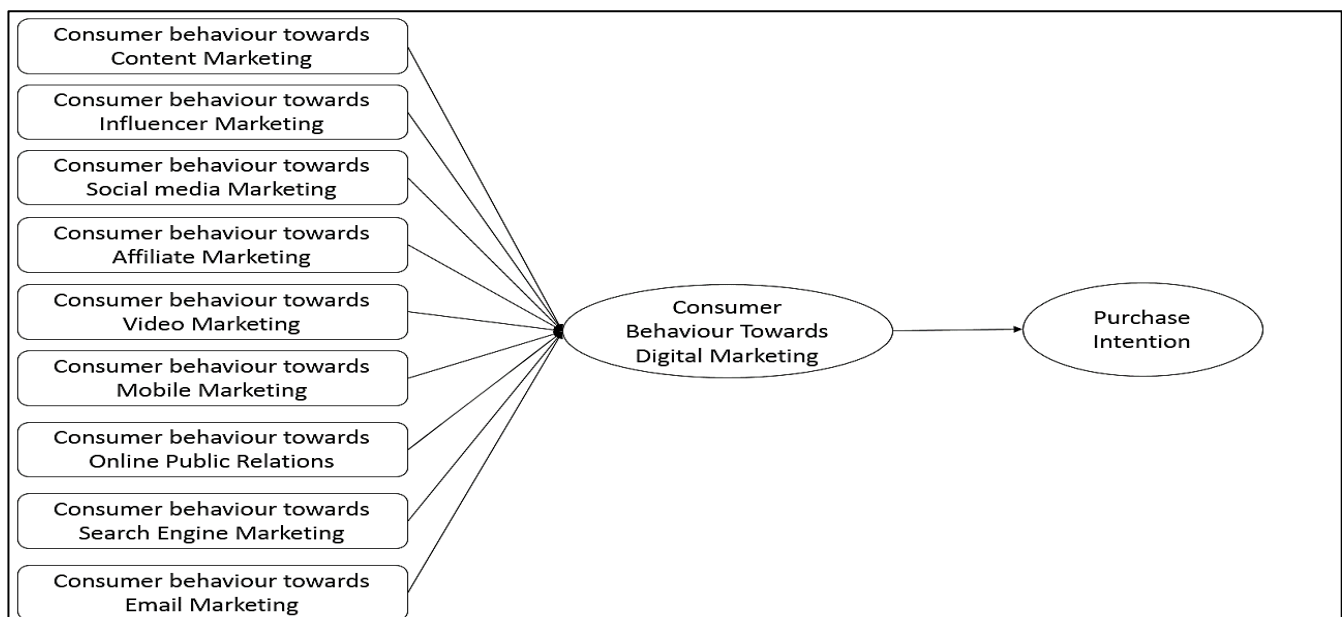 Consumer behaviour towards
Content Marketing
Consumer behaviour towards
Influencer Marketing
Consumer behaviour towards
Social media Marketing
Consumer behaviour towards
Affiliate Marketing
Consumer behaviour towards
Video Marketing
Consumer behaviour towards
Mobile Marketing
Consumer behaviour towards
Online Public Relations
Consumer behaviour towards
Search Engine Marketing
Consumer behaviour towards
Email Marketing
Consumer
Behaviour Towards
Digital Marketing
Purchase
Intention